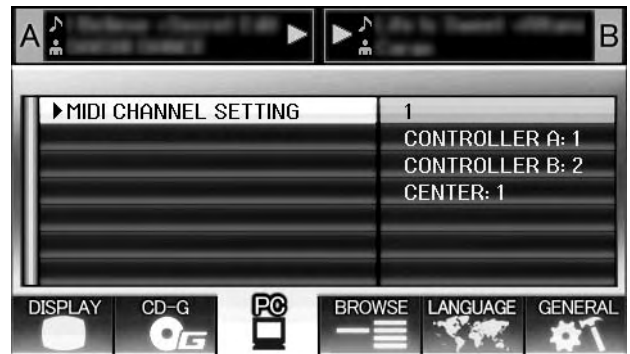 A
B
MIDI CHANNEL SETTING
1
CONTROLLER A: 1
CONTROLLER B: 2
CENTER: 1
DISPLAY
CD-G
G
PC
BROWSE
LANGUAGE
GENERAL